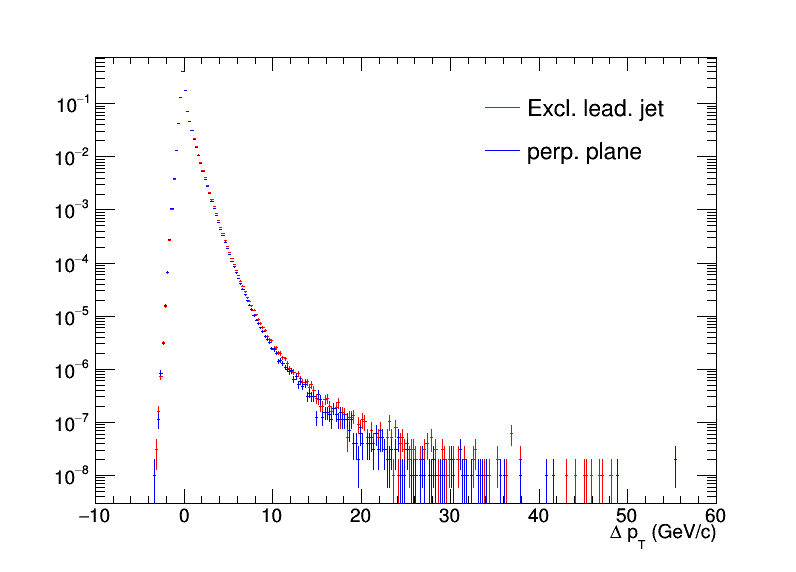 10⁻¹
10⁻²
10⁻³
10⁻⁴
10⁻⁵
10⁻⁶
10⁻⁷
10⁻⁸
Excl. lead. jet
perp. plane
−10 0 10 20 30 40 50 60
Δ p_T (GeV/c)